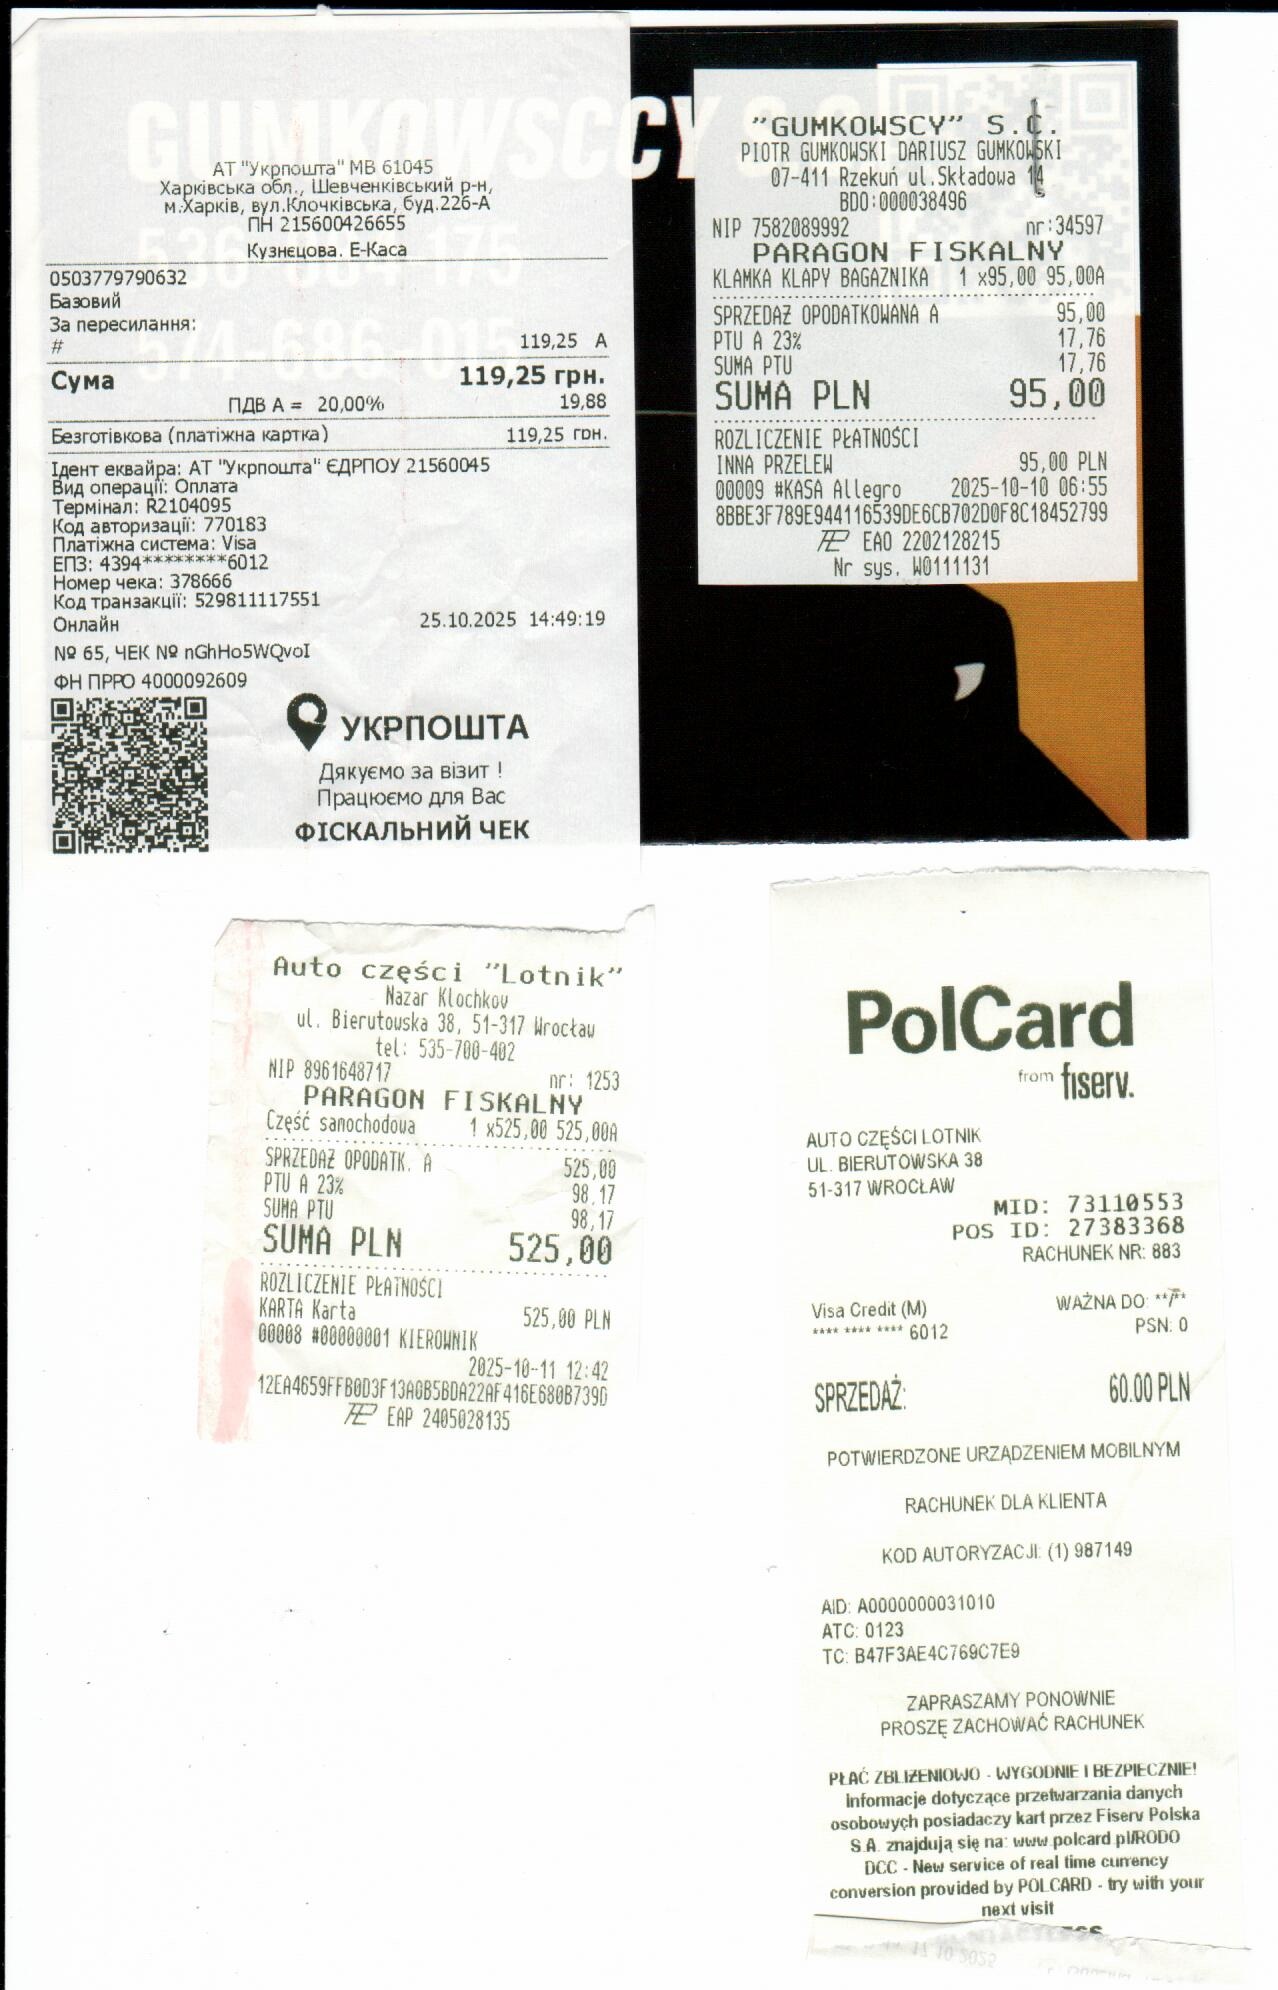 GUMKOWSCCY S.C.
АТ "Укрпошта" МВ 61045
Харківська обл., Шевченківський р-н,
м.Харків, вул.Клочківська, буд.226-А
ПН 215600426655
Кузнєцова. Е-Каса
0503779790632
Базовий
За пересилання:
# 119,25 А
Сума 119,25 грн.
ПДВ А = 20,00% 19,88
Безготівкова (платіжна картка) 119,25 грн.
Ідент еквайра: АТ "Укрпошта" ЄДРПОУ 21560045
Вид операції: Оплата
Термінал: R2104095
Код авторизації: 770183
Платіжна система: Visa
ЕПЗ: 4394********6012
Номер чека: 378666
Код транзакції: 529811117551
Онлайн 25.10.2025 14:49:19
№ 65, ЧЕК № nGhHo5WQvoI
ФН ПРРО 4000092609
УКРПОШТА
Дякуємо за візит !
Працюємо для Вас
ФІСКАЛЬНИЙ ЧЕК
574-686-015
"GUMKOWSCY" S.C.
PIOTR GUMKOWSKI DARIUSZ GUMKOWSKI
07-411 Rzekuń ul.Składowa 14
BDO:000038496
NIP 7582089992 nr:34597
PARAGON FISKALNY
KLAMKA KLAPY BAGAZNIKA 1 x95,00 95,00A
SPRZEDAŻ OPODATKOWANA A 95,00
PTU A 23% 17,76
SUMA PTU 17,76
SUMA PLN 95,00
ROZLICZENIE PŁATNOŚCI
INNA PRZELEW 95,00 PLN
00009 #KASA Allegro 2025-10-10 06:55
8BBE3F789E944116539DE6CB702D0F8C18452799
EAO 2202128215
Nr sys. W0111131
Auto części "Lotnik"
Nazar Klochkov
ul. Bierutowska 38, 51-317 Wrocław
tel: 535-700-402
NIP 8961648717 nr: 1253
PARAGON FISKALNY
Część samochodowa 1 x525,00 525,00A
SPRZEDAŻ OPODATK. A 525,00
PTU A 23% 98,17
SUMA PTU 98,17
SUMA PLN 525,00
ROZLICZENIE PŁATNOŚCI
KARTA Karta 525,00 PLN
00008 #00000001 KIEROWNIK
2025-10-11 12:42
12EA4659FFB0D3F13A0B5BDA22AF416E680B739D
EAP 2405028135
PolCard
from fiserv.
AUTO CZĘŚCI LOTNIK
UL. BIERUTOWSKA 38
51-317 WROCŁAW
MID: 73110553
POS ID: 27383368
RACHUNEK NR: 883
Visa Credit (M) WAŻNA DO: **/**
**** **** **** 6012 PSN: 0
SPRZEDAŻ: 60.00 PLN
POTWIERDZONE URZĄDZENIEM MOBILNYM
RACHUNEK DLA KLIENTA
KOD AUTORYZACJI: (1) 987149
AID: A0000000031010
ATC: 0123
TC: B47F3AE4C769C7E9
ZAPRASZAMY PONOWNIE
PROSZĘ ZACHOWAĆ RACHUNEK
PŁAĆ ZBLIŻENIOWO - WYGODNIE I BEZPIECZNIE!
Informacje dotyczące przetwarzania danych
osobowych posiadaczy kart przez Fiserv Polska
S.A. znajdują się na: www.polcard.pl/RODO
DCC - New service of real time currency
conversion provided by POLCARD - try with your
next visit